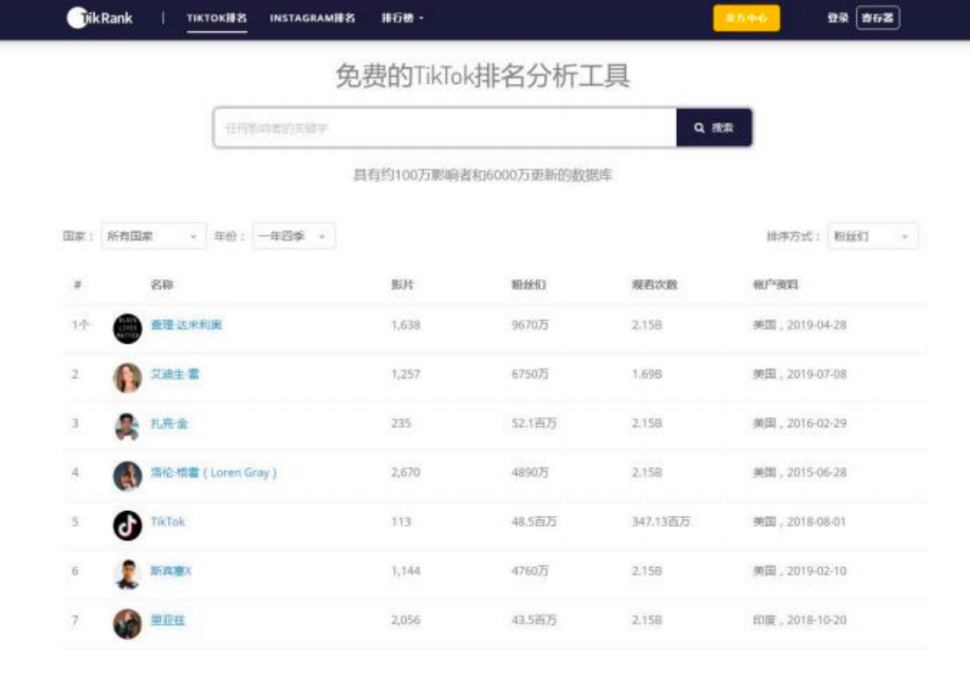 TikRank | TIKTOK排名 INSTAGRAM排名 排行榜 卖方中心 登录 寄存器
免费的TikTok排名分析工具
任何影响者的关键字 搜索
具有约100万影响者和6000万更新的数据库
国家： 所有国家 年份： 一年四季 排序方式： 粉丝们
# 名称 影片 粉丝们 观看次数 帐户资料
1个 BLACK LIVES MATTER 查理·达米利奥 1,638 9670万 2.15B 美国，2019-04-28
2 艾迪生·雷 1,257 6750万 1.69B 美国，2019-07-08
3 扎克·金 235 52.1百万 2.15B 美国，2016-02-29
4 洛伦·格雷（Loren Gray） 2,670 4890万 2.15B 美国，2015-06-28
5 TikTok 113 48.5百万 347.13百万 美国，2018-08-01
6 斯宾塞X 1,144 4760万 2.15B 美国，2019-02-10
7 里亚兹 2,056 43.5百万 2.15B 印度，2018-10-20